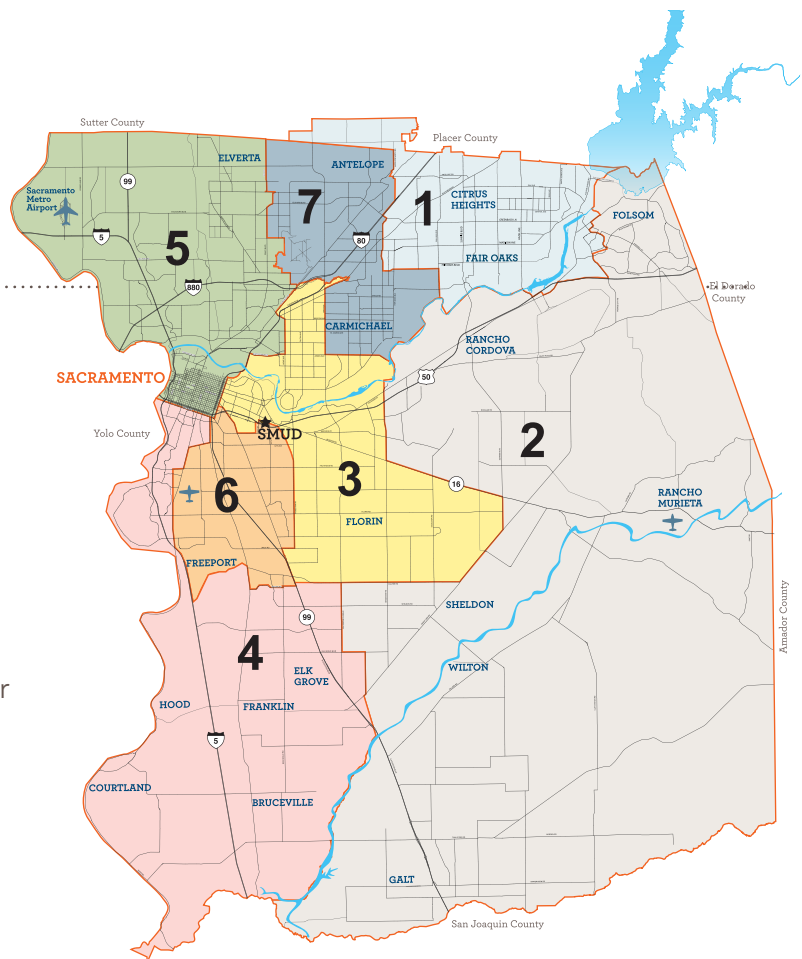 Sutter County
Placer County
ELVERTA
ANTELOPE
99
Sacramento
Metro
Airport
7
1
CITRUS
HEIGHTS
FOLSOM
5
5
80
FAIR OAKS
880
El Dorado
County
CARMICHAEL
RANCHO
CORDOVA
SACRAMENTO
50
Yolo County
SMUD
2
3
16
6
RANCHO
MURIETA
FLORIN
FREEPORT
Amador County
SHELDON
99
4
WILTON
ELK
GROVE
r
HOOD
FRANKLIN
5
COURTLAND
BRUCEVILLE
GALT
San Joaquin County